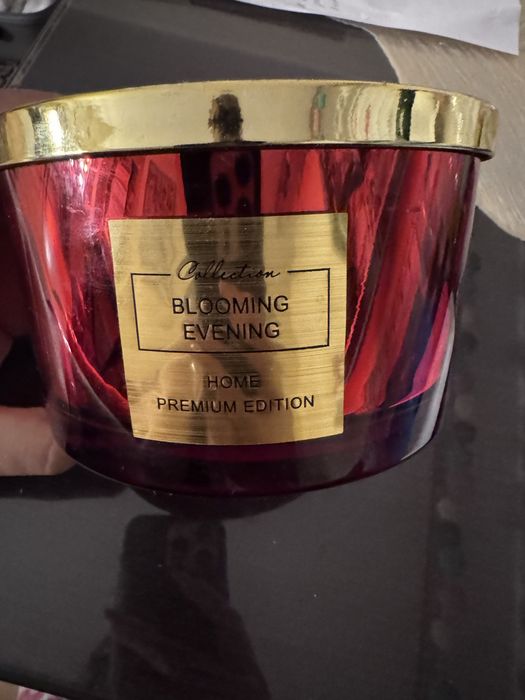 Collection
BLOOMING
EVENING
HOME
PREMIUM EDITION